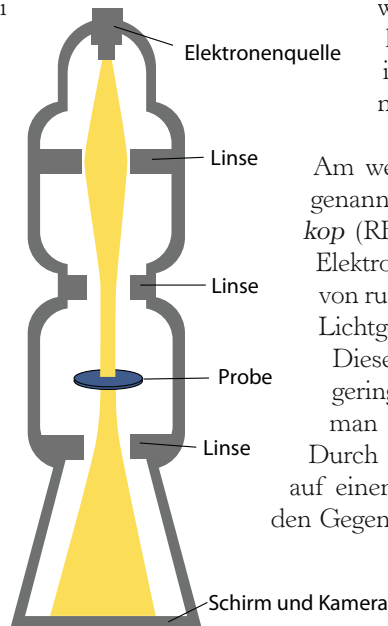 Elektronenquelle
Linse
Linse
Probe
Linse
Schirm und Kamera
Am we
genann
kop (RE
Elektro
von ru
Lichtg
Diese
gering
man
Durch
auf
den Gegen